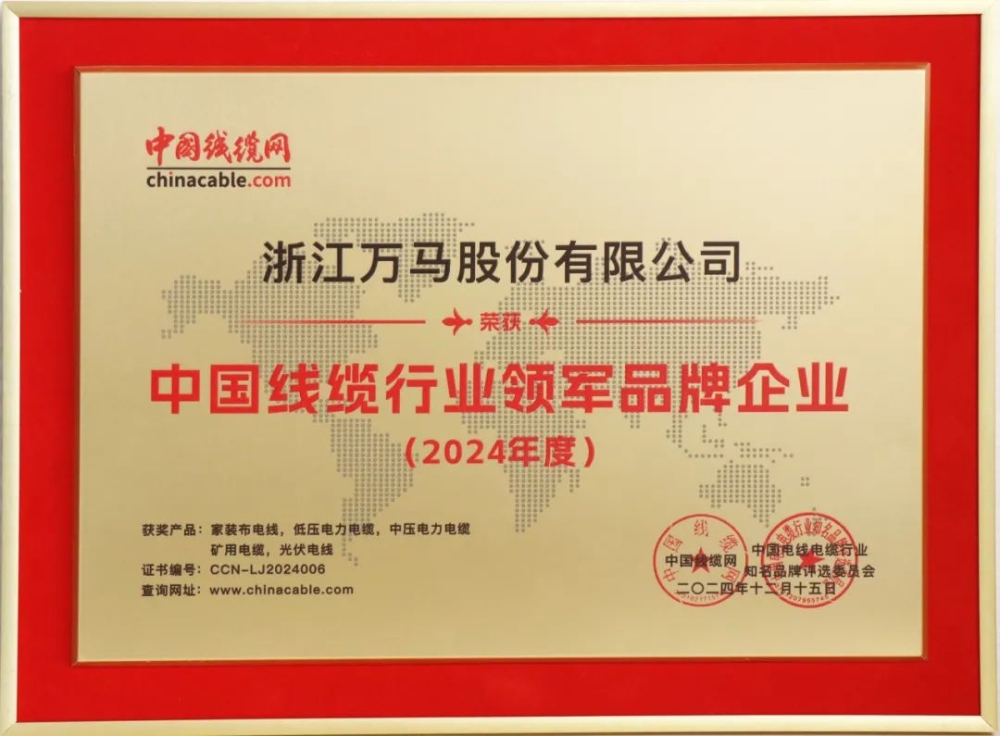 中国线缆网
chinacable.com
浙江万马股份有限公司
荣获
中国线缆行业领军品牌企业
(2024年度)
获奖产品：家装布电线，低压电力电缆，中压电力电缆
矿用电缆，光伏电线
证书编号：CCN-LJ2024006
查询网址：www.chinacable.com
中国线缆网
中国线缆网
中国电线电缆行业
知名品牌评选委员会
二〇二四年十二月十五日